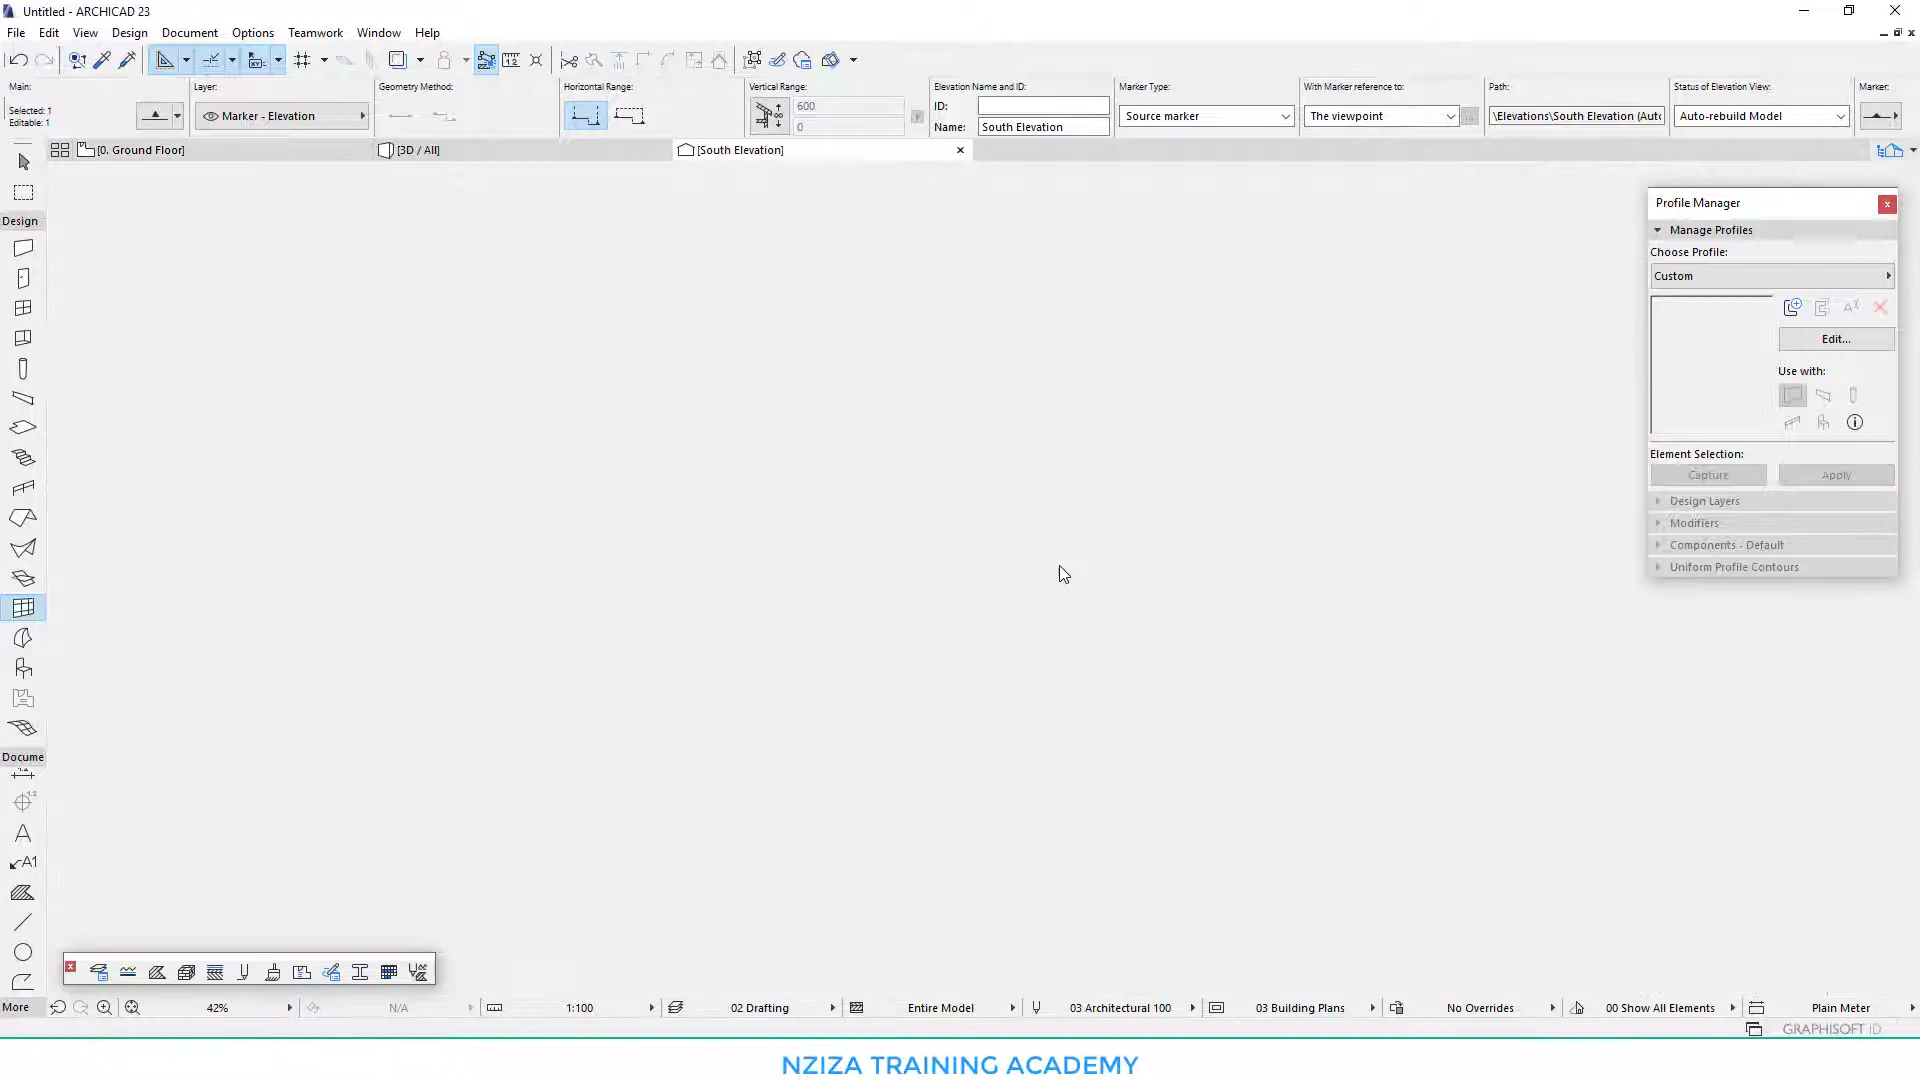 Untitled - ARCHICAD 23
File Edit View Design Document Options Teamwork Window Help
Main:
Selected: 1
Editable: 1
Layer:
Marker - Elevation
Geometry Method:
Horizontal Range:
Vertical Range:
600
0
Elevation Name and ID:
ID:
Name: South Elevation
Marker Type:
Source marker
With Marker reference to:
The viewpoint
Path:
\Elevations\South Elevation (Auto
Status of Elevation View:
Auto-rebuild Model
Marker:
[0. Ground Floor]
[3D / All]
[South Elevation]
Design
Profile Manager
Manage Profiles
Choose Profile:
Custom
Edit...
Use with:
Element Selection:
Capture Apply
Design Layers
Modifiers
Components - Default
Uniform Profile Contours
Docume
More
42%
N/A
1:100
02 Drafting
Entire Model
03 Architectural 100
03 Building Plans
No Overrides
00 Show All Elements
Plain Meter
GRAPHISOFT ID
NZIZA TRAINING ACADEMY